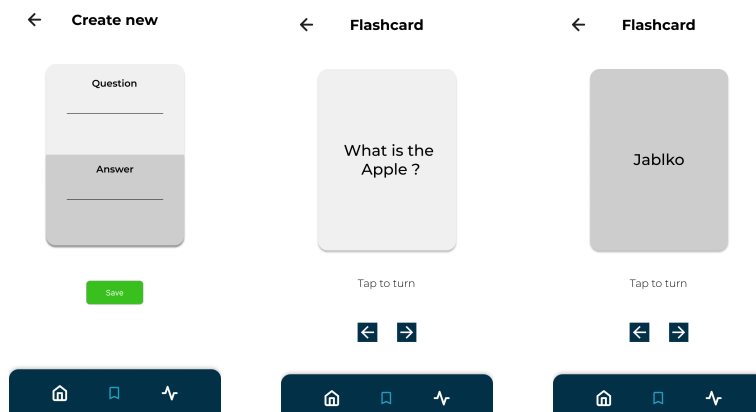 Create new
Question
Answer
Save
Flashcard
What is the
Apple ?
Tap to turn
Flashcard
Jablko
Tap to turn